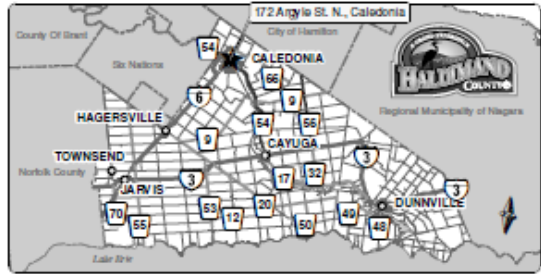 172 Argyle St. N., Caledonia
County Of Brant
City of Hamilton
Six Nations
54
CALEDONIA
66
HALDIMAND
COUNTY
6
9
Regional Municipality of Niagara
HAGERSVILLE
54
56
9
CAYUGA
TOWNSEND
3
Norfolk County
3
17
32
3
JARVIS
DUNNVILLE
70
55
53
12
20
50
49
48
Lake Erie